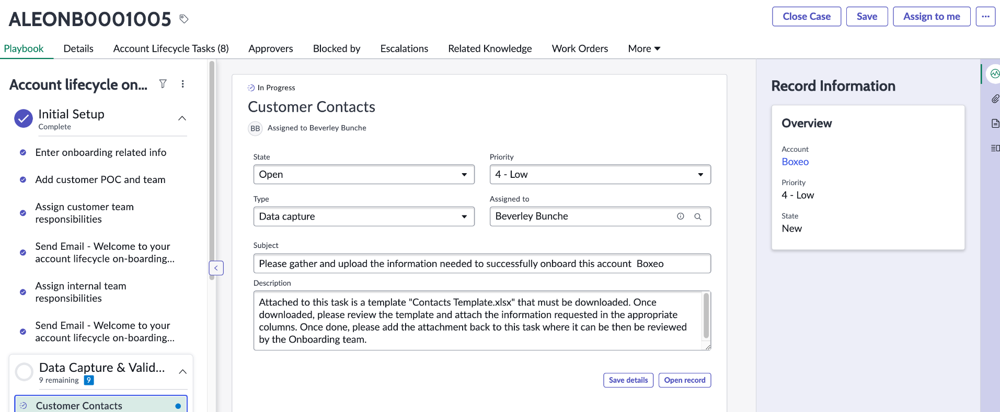 ALEONB0001005
Close Case
Save
Assign to me
Playbook
Details
Account Lifecycle Tasks (8)
Approvers
Blocked by
Escalations
Related Knowledge
Work Orders
More
Account lifecycle on...
Initial Setup
Complete
Enter onboarding related info
Add customer POC and team
Assign customer team
responsibilities
Send Email - Welcome to your
account lifecycle on-boarding...
Assign internal team
responsibilities
Send Email - Welcome to your
account lifecycle on-boarding...
Data Capture & Valid...
9 remaining 9
Customer Contacts
In Progress
Customer Contacts
BB Assigned to Beverley Bunche
State
Open
Priority
4 - Low
Type
Data capture
Assigned to
Beverley Bunche
Subject
Please gather and upload the information needed to successfully onboard this account  Boxeo
Description
Attached to this task is a template "Contacts Template.xlsx" that must be downloaded. Once
downloaded, please review the template and attach the information requested in the appropriate
columns. Once done, please add the attachment back to this task where it can be then be reviewed
by the Onboarding team.
Save details
Open record
Record Information
Overview
Account
Boxeo
Priority
4 - Low
State
New